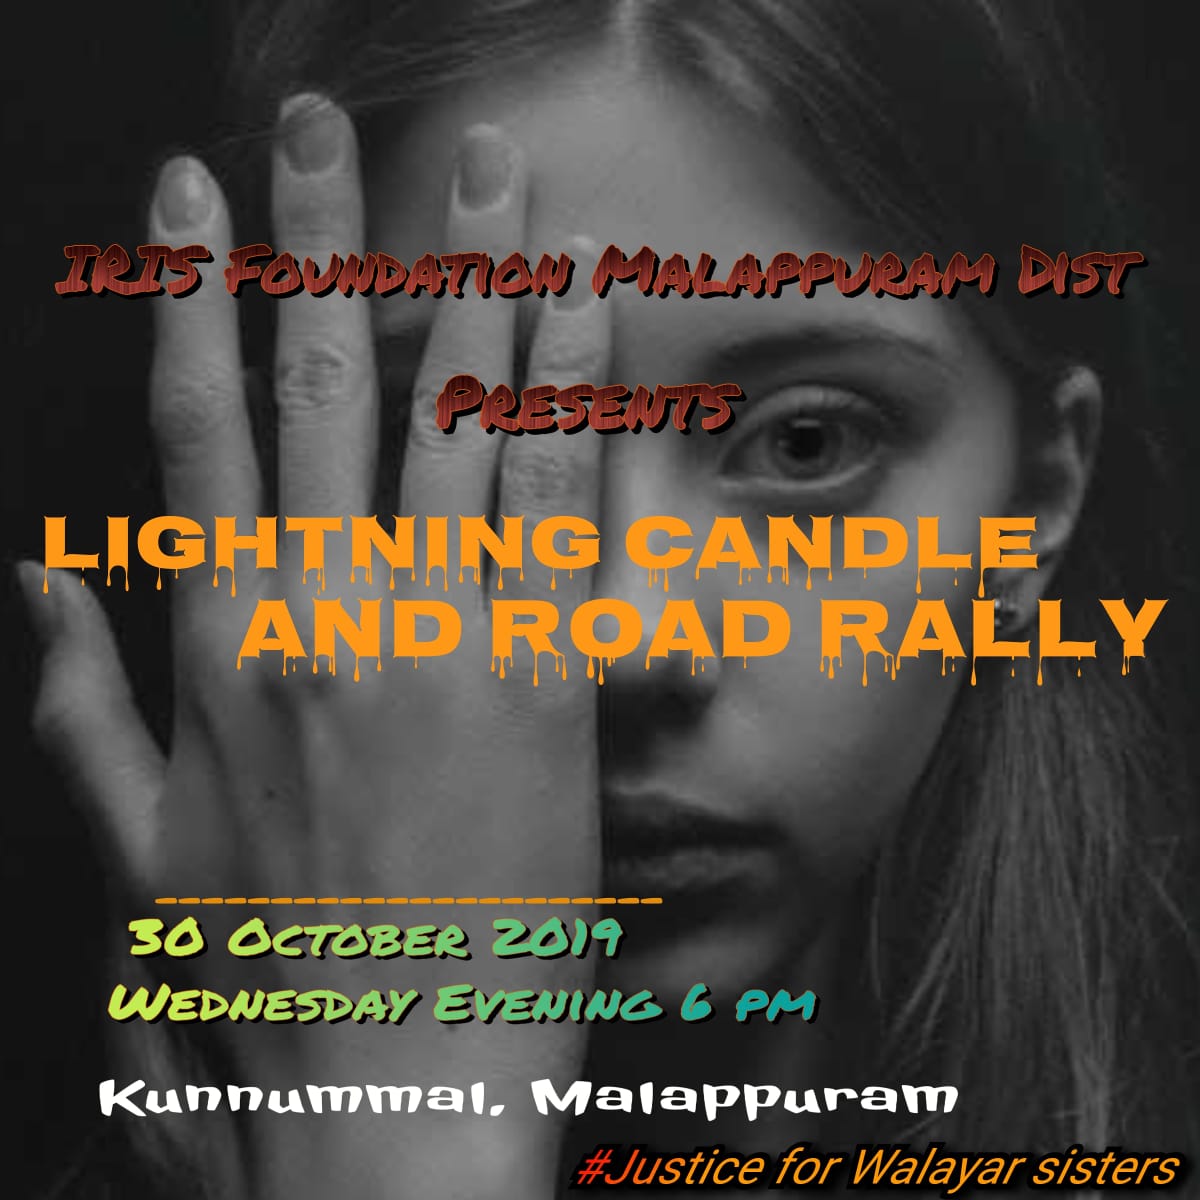 IRIS Foundation Malappuram Dist
Presents
LIGHTNING CANDLE
AND ROAD RALLY
30 October 2019
Wednesday Evening 6 pm
Kunnummal, Malappuram
#Justice for Walayar sisters